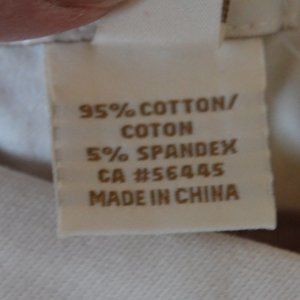 95% COTTON/
COTON
5% SPANDEX
CA #56445
MADE IN CHINA